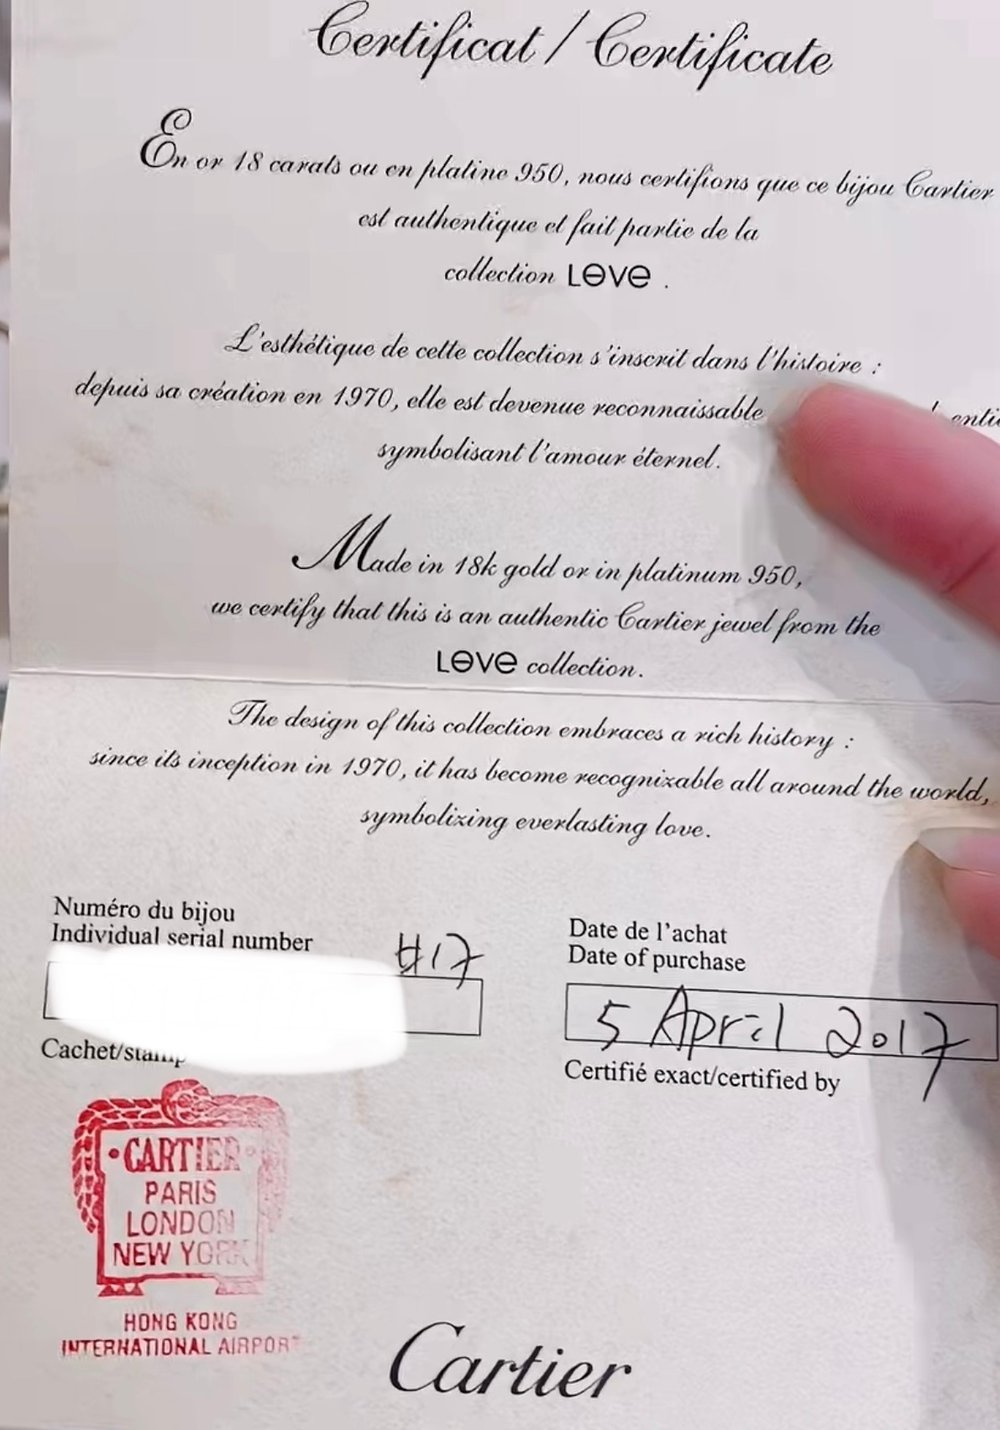 Certificat / Certificate
En or 18 carats ou en platine 950, nous certifions que ce bijou Cartier
est authentique et fait partie de la
collection LOVE .
L'esthétique de cette collection s'inscrit dans l'histoire :
depuis sa création en 1970, elle est devenue reconnaissable
symbolisant l'amour éternel.
Made in 18k gold or in platinum 950,
we certify that this is an authentic Cartier jewel from the
LOVE collection.
The design of this collection embraces a rich history :
since its inception in 1970, it has become recognizable all around the world,
symbolizing everlasting love.
Numéro du bijou
Individual serial number
#17
Date de l'achat
Date of purchase
5 April 2017
Cachet/stamp
Certifié exact/certified by
CARTIER
PARIS
LONDON
NEW YORK
HONG KONG
INTERNATIONAL AIRPORT
Cartier